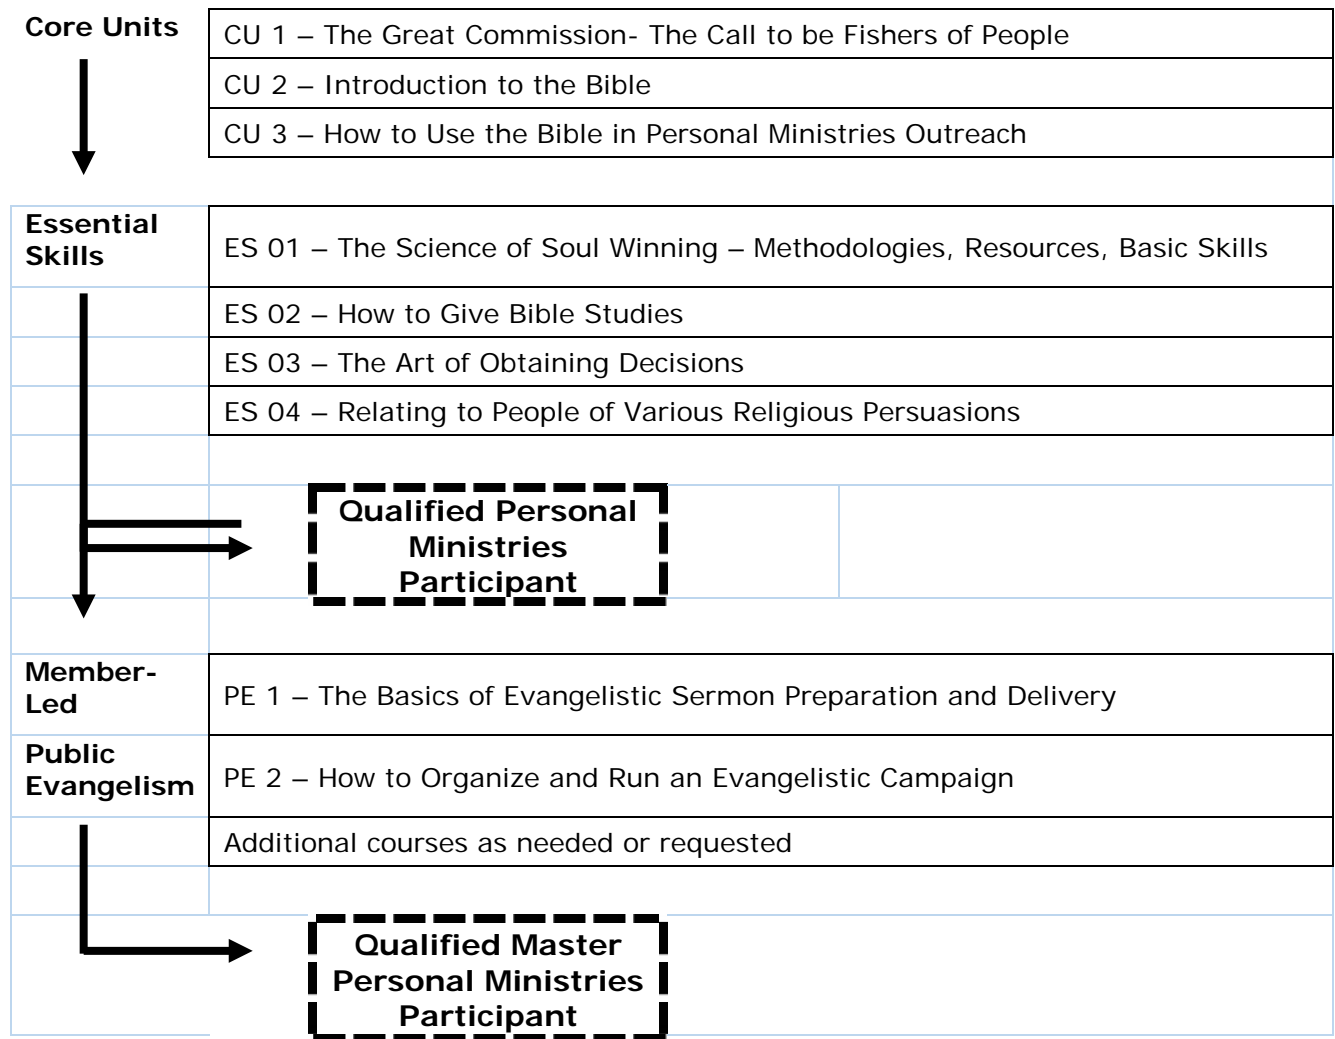 Core Units
CU 1 – The Great Commission- The Call to be Fishers of People
CU 2 – Introduction to the Bible
CU 3 – How to Use the Bible in Personal Ministries Outreach
Essential
Skills
ES 01 – The Science of Soul Winning – Methodologies, Resources, Basic Skills
ES 02 – How to Give Bible Studies
ES 03 – The Art of Obtaining Decisions
ES 04 – Relating to People of Various Religious Persuasions
Qualified Personal
Ministries
Participant
Member-
Led
PE 1 – The Basics of Evangelistic Sermon Preparation and Delivery
Public
Evangelism
PE 2 – How to Organize and Run an Evangelistic Campaign
Additional courses as needed or requested
Qualified Master
Personal Ministries
Participant